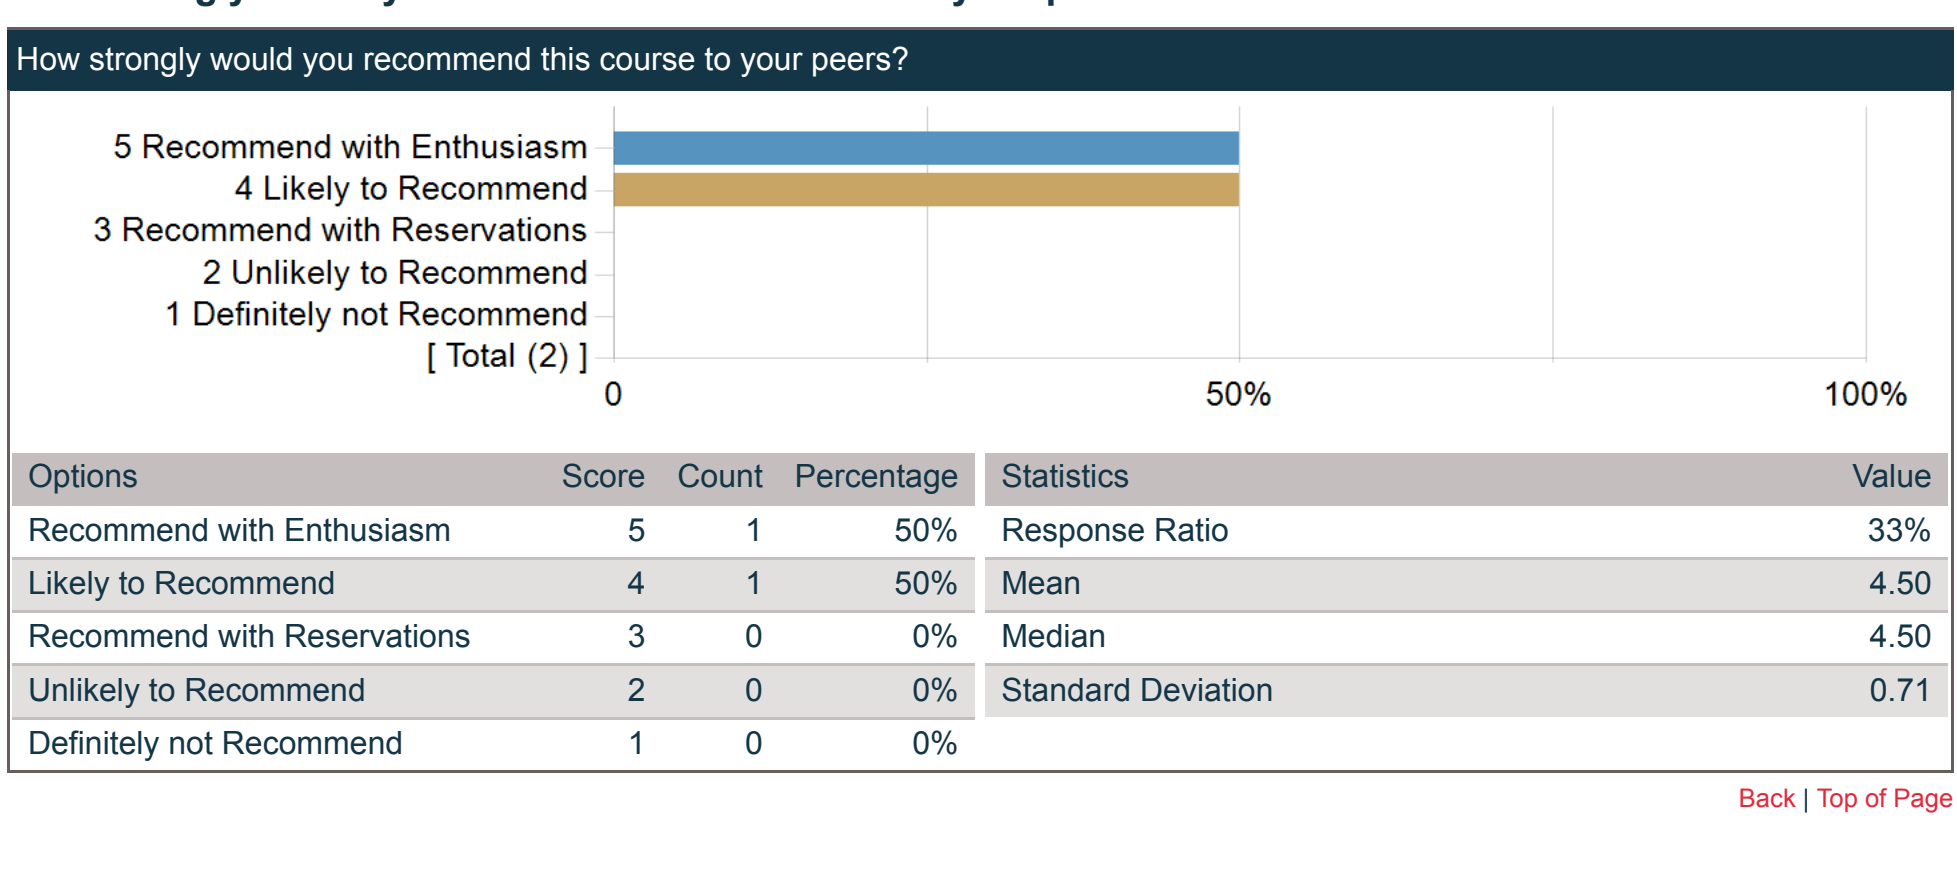 How strongly would you recommend this course to your peers?
5 Recommend with Enthusiasm
4 Likely to Recommend
3 Recommend with Reservations
2 Unlikely to Recommend
1 Definitely not Recommend
[ Total (2) ]
0 50% 100%
Options Score Count Percentage
Recommend with Enthusiasm 5 1 50%
Likely to Recommend 4 1 50%
Recommend with Reservations 3 0 0%
Unlikely to Recommend 2 0 0%
Definitely not Recommend 1 0 0%
Statistics Value
Response Ratio 33%
Mean 4.50
Median 4.50
Standard Deviation 0.71
Back | Top of Page